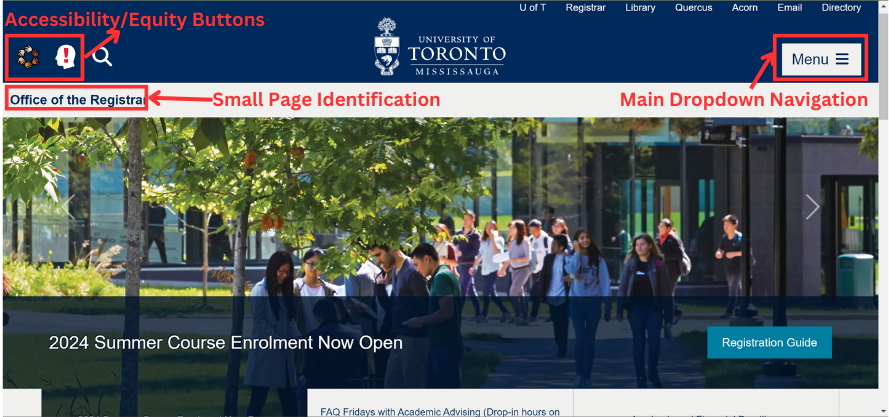 U of T Registrar Library Quercus Acorn Email Directory
Accessibility/Equity Buttons
UNIVERSITY OF
TORONTO
MISSISSAUGA
Menu
Office of the Registrar
Small Page Identification
Main Dropdown Navigation
2024 Summer Course Enrolment Now Open
Registration Guide
FAQ Fridays with Academic Advising (Drop-in hours on